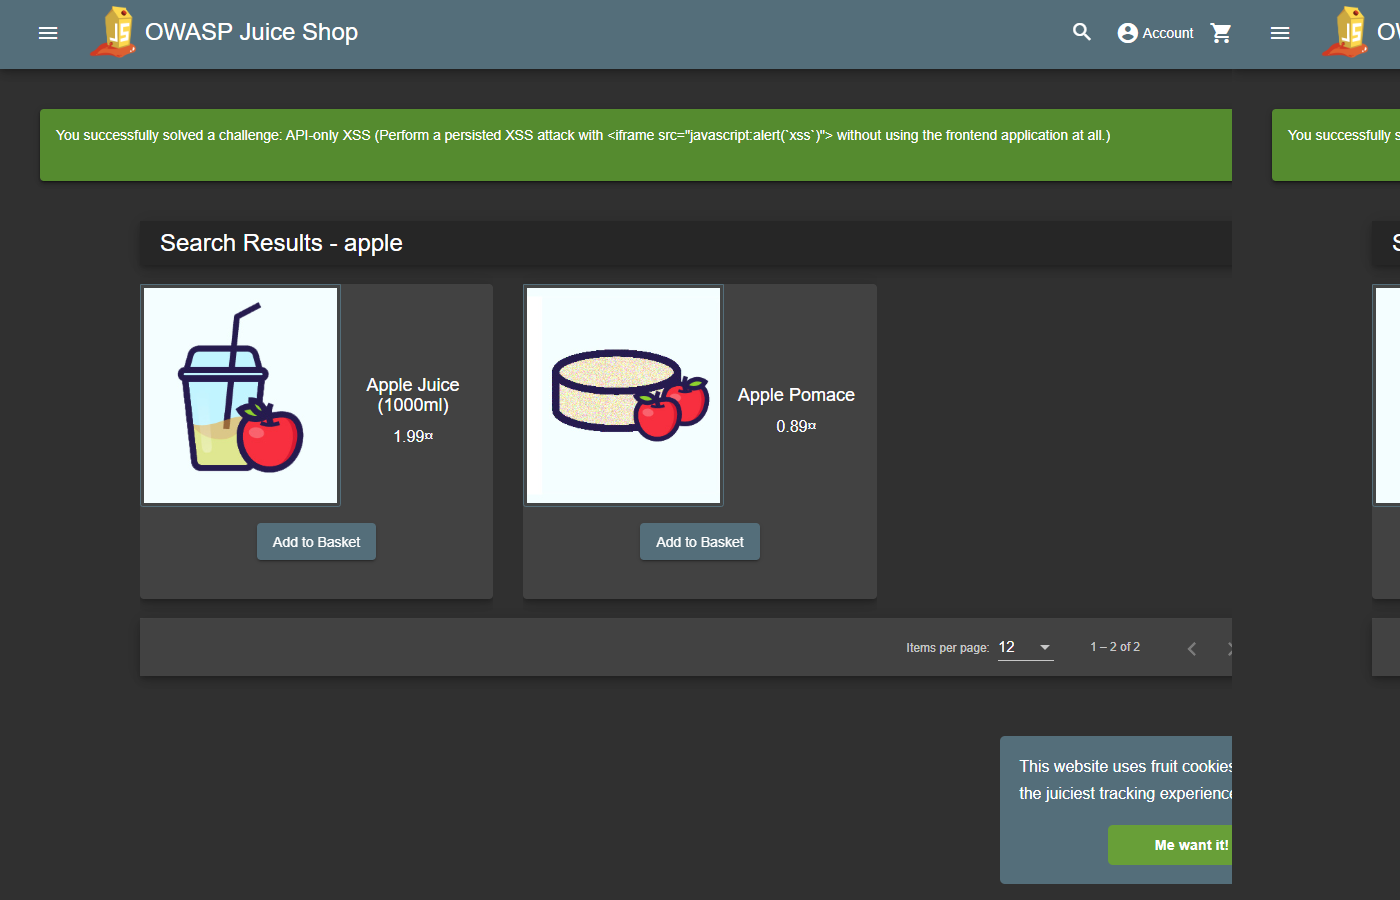 OWASP Juice Shop
Account
You successfully solved a challenge: API-only XSS (Perform a persisted XSS attack with <iframe src="javascript:alert(`xss`)"> without using the frontend application at all.)
You successfully s
Search Results - apple
S
Apple Juice
(1000ml)
1.99¤
Add to Basket
Apple Pomace
0.89¤
Add to Basket
Items per page: 12
1 – 2 of 2
This website uses fruit cookies
the juiciest tracking experience
Me want it!